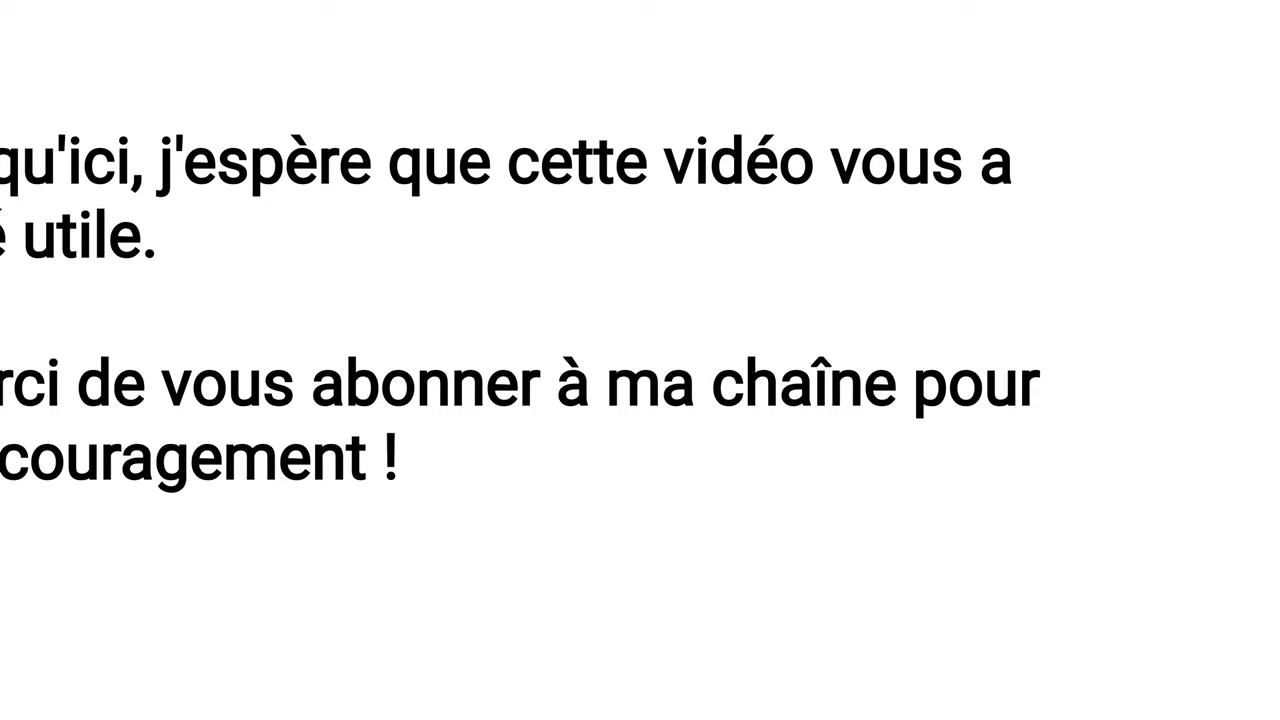 qu'ici, j'espère que cette vidéo vous a
é utile.
rci de vous abonner à ma chaîne pour
couragement !